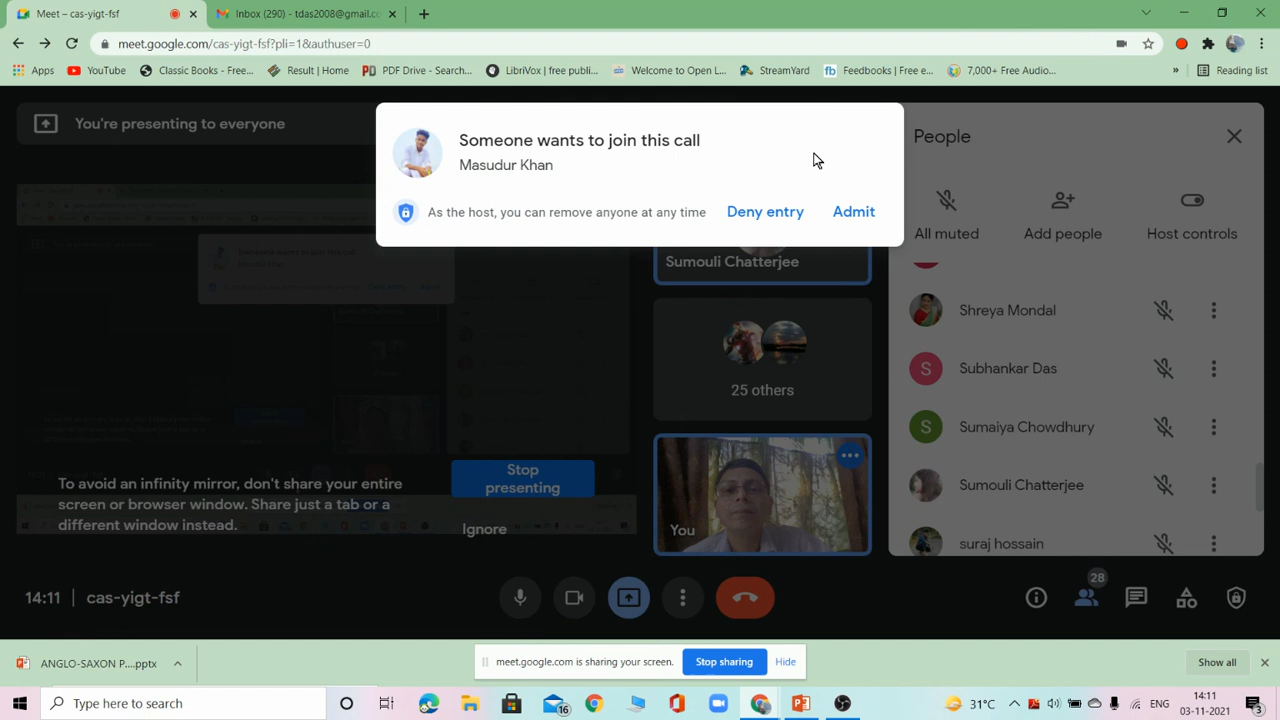 Meet – cas-yigt-fsf
Inbox (290) - tdas2008@gmail.c
meet.google.com/cas-yigt-fsf?pli=1&authuser=0
Apps
YouTube
Classic Books - Free...
Result | Home
PDF Drive - Search...
LibriVox | free publi...
Welcome to Open L...
StreamYard
Feedbooks | Free e...
7,000+ Free Audio...
»
Reading list
You're presenting to everyone
Someone wants to join this call
Masudur Khan
As the host, you can remove anyone at any time
Deny entry
Admit
People
All muted
Add people
Host controls
Sumouli Chatterjee
25 others
You
Shreya Mondal
S
Subhankar Das
S
Sumaiya Chowdhury
Sumouli Chatterjee
suraj hossain
To avoid an infinity mirror, don't share your entire
screen or browser window. Share just a tab or a
different window instead.
Stop
presenting
Ignore
14:11 | cas-yigt-fsf
28
ANGLO-SAXON P....pptx
meet.google.com is sharing your screen.
Stop sharing
Hide
Show all
Type here to search
16
31°C
ENG
14:11
03-11-2021
3